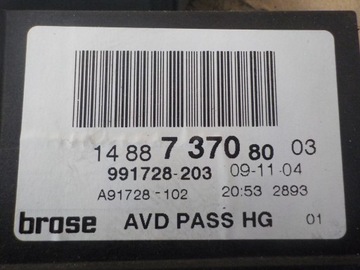 14 88 7 370 80 03
991728-203 09-11-04
A91728-102 20:53 2893
brose AVD PASS HG 01